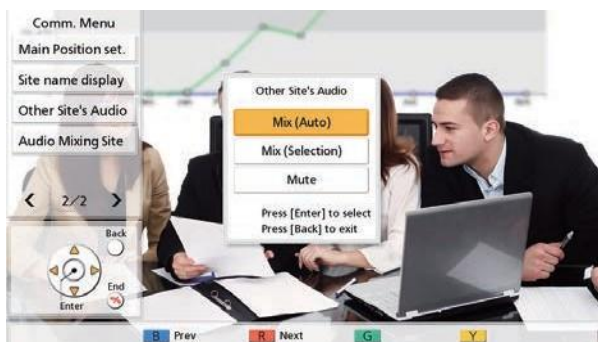 Comm. Menu
Main Position set.
Site name display
Other Site's Audio
Audio Mixing Site
2/2
Back
End
Enter
Other Site's Audio
Mix (Auto)
Mix (Selection)
Mute
Press [Enter] to select
Press [Back] to exit
B Prev R Next G Y